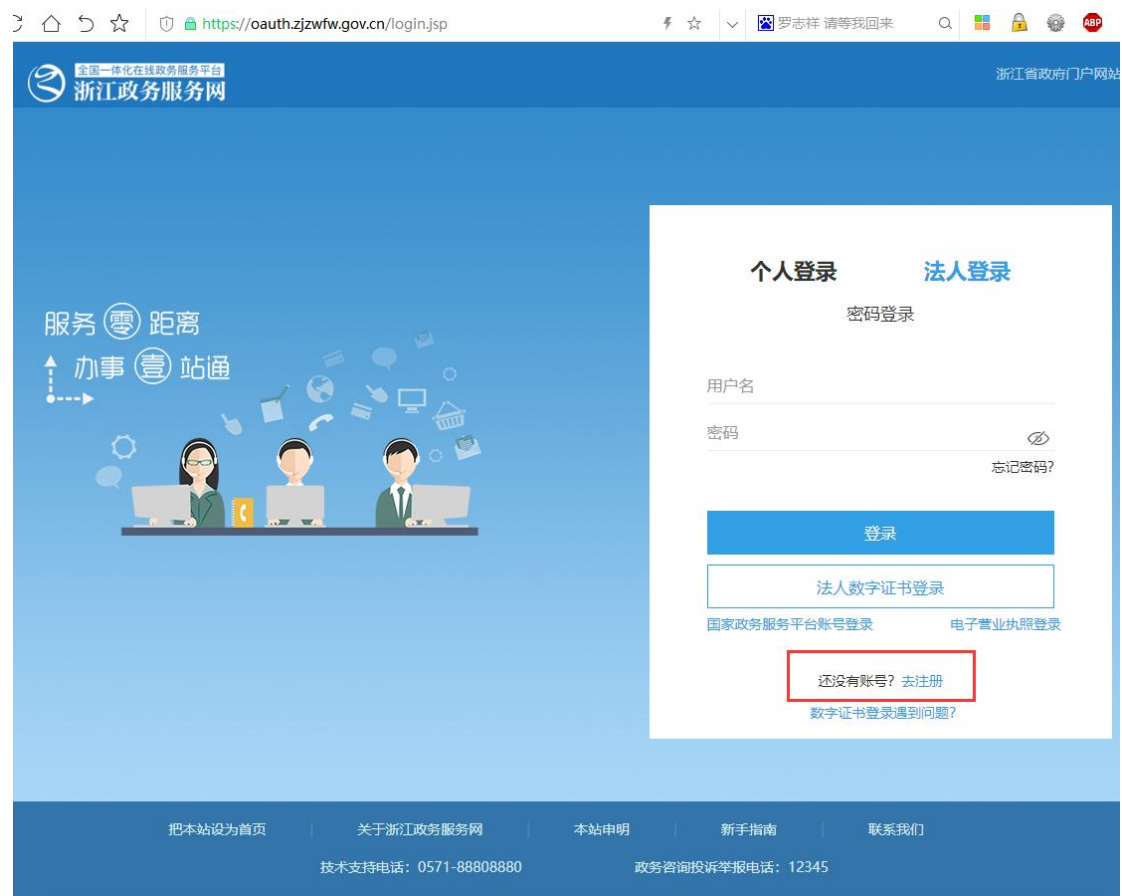 https://oauth.zjzwfw.gov.cn/login.jsp
罗志祥 请等我回来
ABP
全国一体化在线政务服务平台
浙江政务服务网
浙江省政府门户网站
个人登录 法人登录
密码登录
服务零距离
办事壹站通
用户名
密码
忘记密码?
登录
法人数字证书登录
国家政务服务平台账号登录 电子营业执照登录
还没有账号? 去注册
数字证书登录遇到问题?
把本站设为首页 关于浙江政务服务网 本站申明 新手指南 联系我们
技术支持电话: 0571-88808880 政务咨询投诉举报电话: 12345